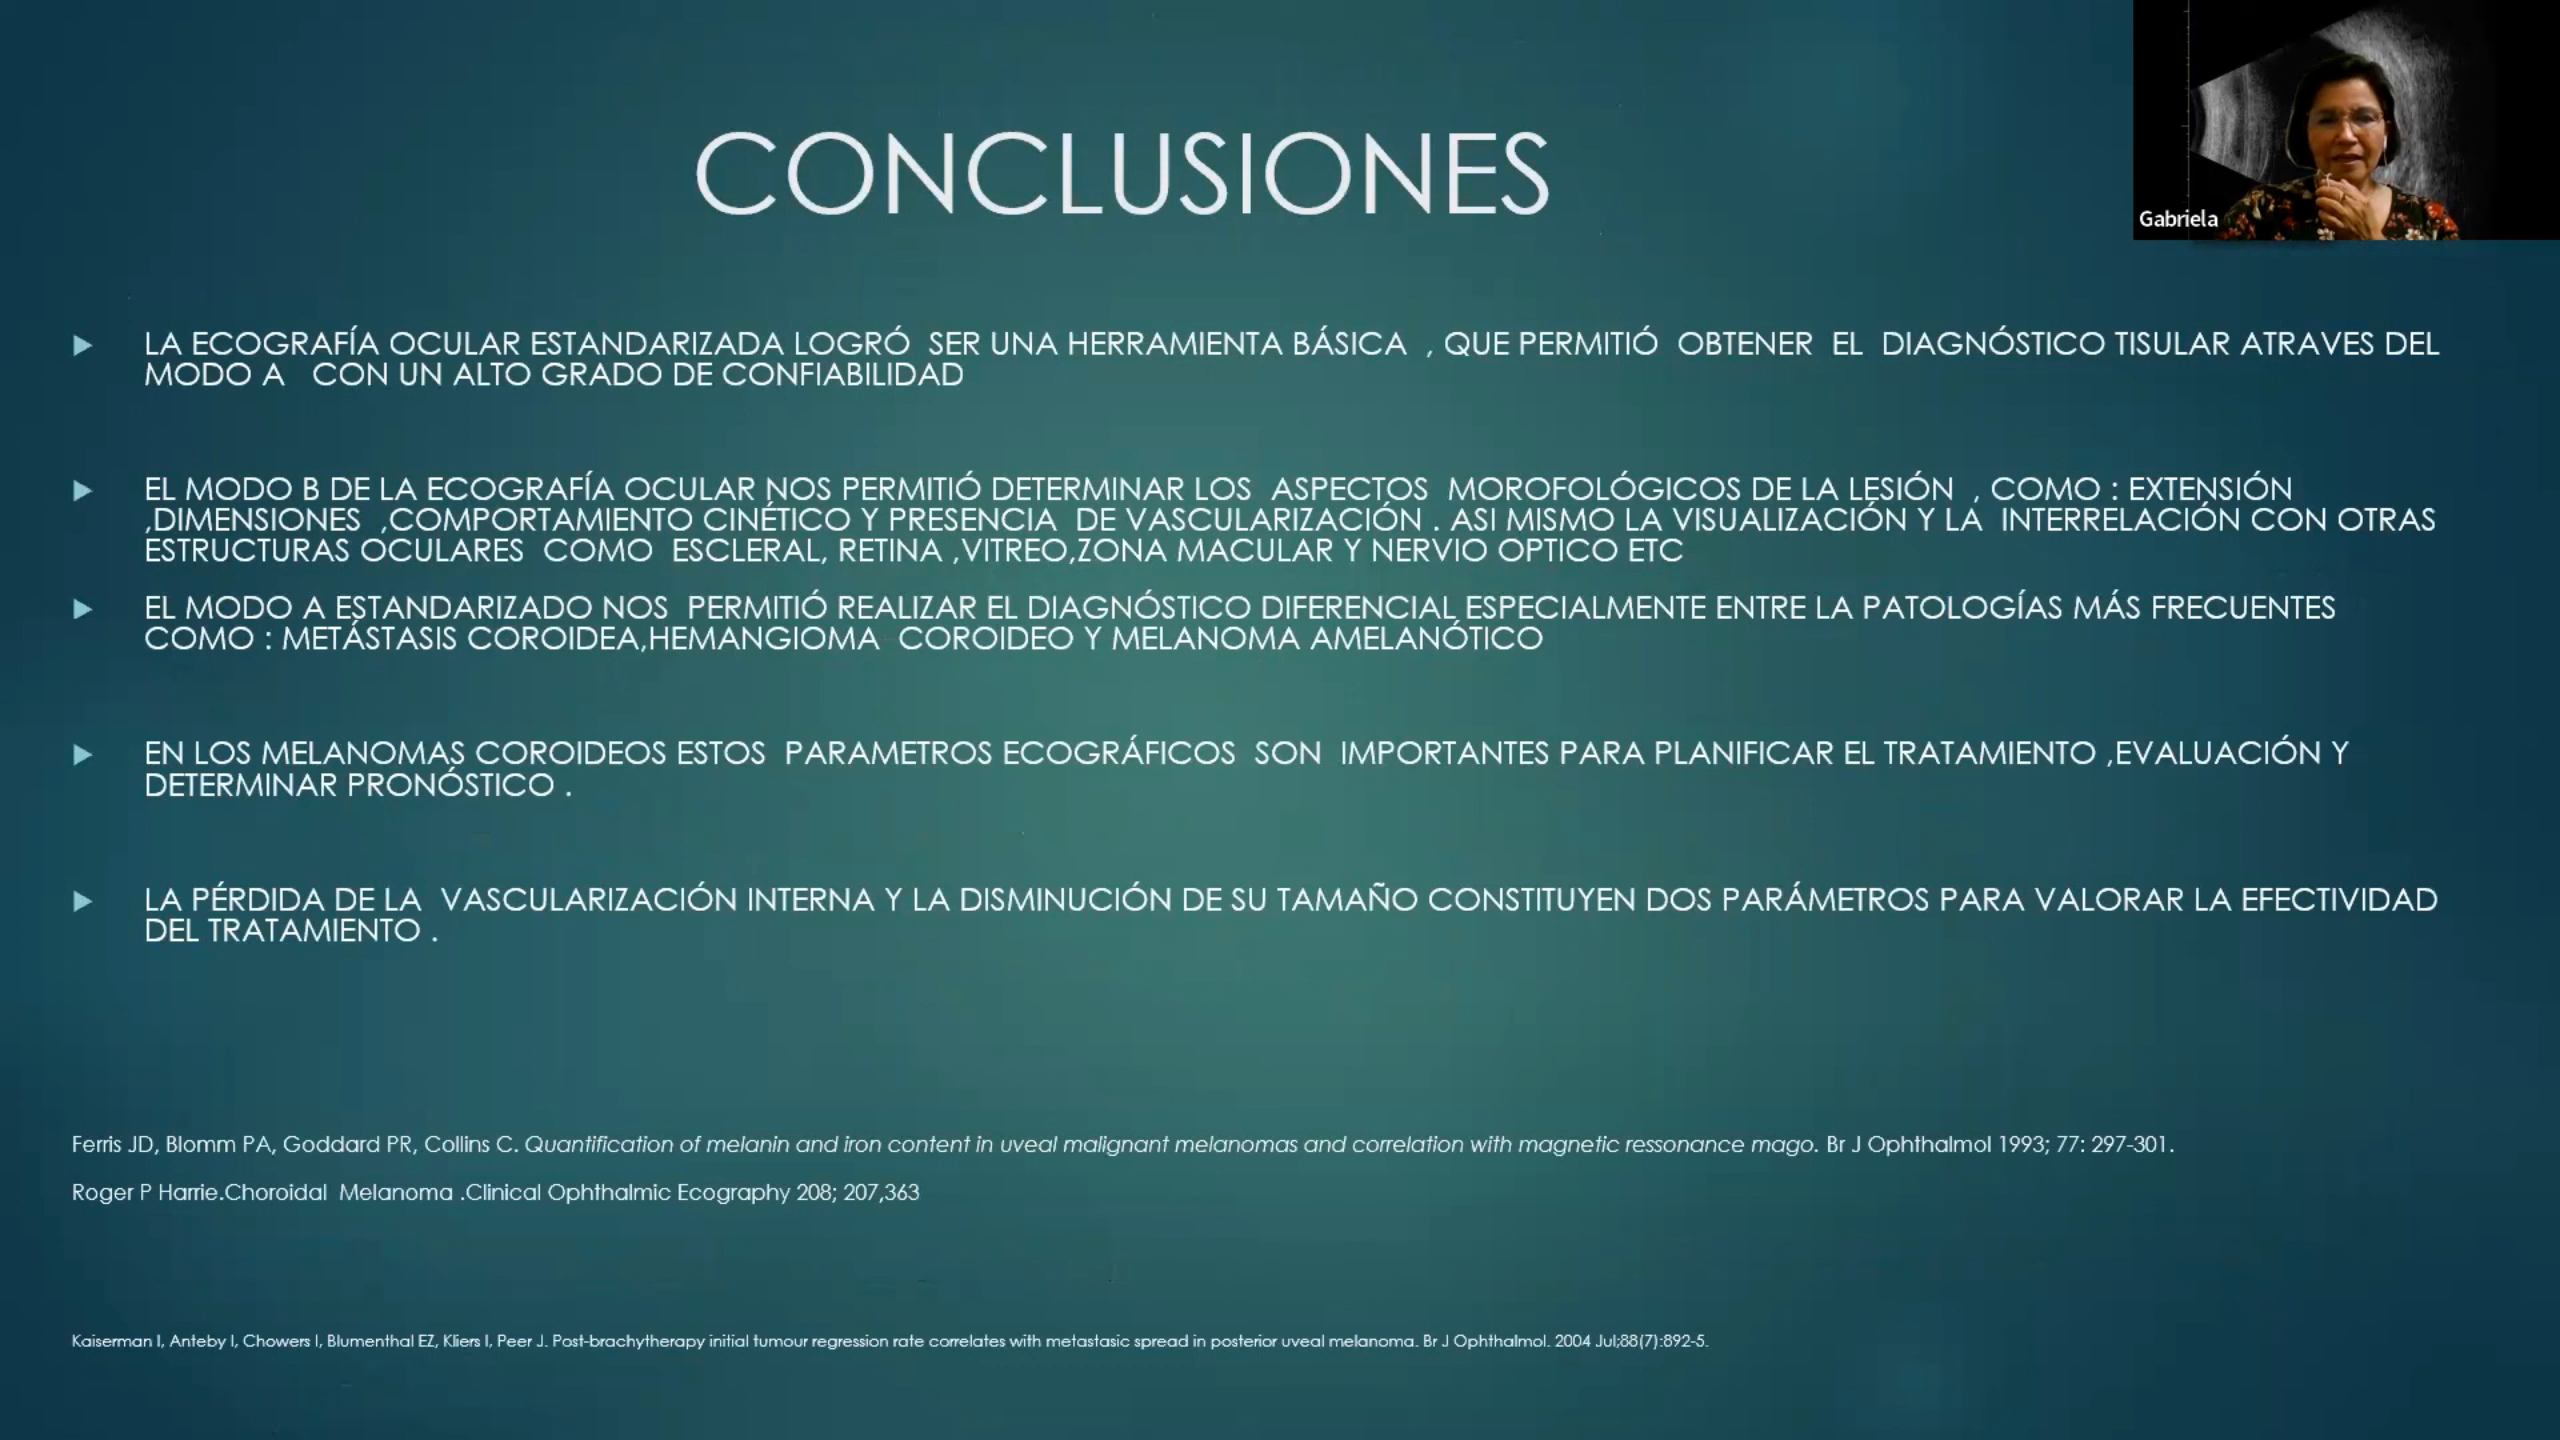 CONCLUSIONES
Gabriela
LA ECOGRAFÍA OCULAR ESTANDARIZADA LOGRÓ SER UNA HERRAMIENTA BÁSICA , QUE PERMITIÓ OBTENER EL DIAGNÓSTICO TISULAR ATRAVES DEL
MODO A CON UN ALTO GRADO DE CONFIABILIDAD
EL MODO B DE LA ECOGRAFÍA OCULAR NOS PERMITIÓ DETERMINAR LOS ASPECTOS MOROFOLÓGICOS DE LA LESIÓN , COMO : EXTENSIÓN
,DIMENSIONES ,COMPORTAMIENTO CINÉTICO Y PRESENCIA DE VASCULARIZACIÓN . ASI MISMO LA VISUALIZACIÓN Y LA INTERRELACIÓN CON OTRAS
ESTRUCTURAS OCULARES COMO ESCLERAL, RETINA ,VITREO,ZONA MACULAR Y NERVIO OPTICO ETC
EL MODO A ESTANDARIZADO NOS PERMITIÓ REALIZAR EL DIAGNÓSTICO DIFERENCIAL ESPECIALMENTE ENTRE LA PATOLOGÍAS MÁS FRECUENTES
COMO : METÁSTASIS COROIDEA,HEMANGIOMA COROIDEO Y MELANOMA AMELANÓTICO
EN LOS MELANOMAS COROIDEOS ESTOS PARAMETROS ECOGRÁFICOS SON IMPORTANTES PARA PLANIFICAR EL TRATAMIENTO ,EVALUACIÓN Y
DETERMINAR PRONÓSTICO .
LA PÉRDIDA DE LA VASCULARIZACIÓN INTERNA Y LA DISMINUCIÓN DE SU TAMAÑO CONSTITUYEN DOS PARÁMETROS PARA VALORAR LA EFECTIVIDAD
DEL TRATAMIENTO .
Ferris JD, Blomm PA, Goddard PR, Collins C. Quantification of melanin and iron content in uveal malignant melanomas and correlation with magnetic ressonance mago. Br J Ophthalmol 1993; 77: 297-301.
Roger P Harrie.Choroidal Melanoma .Clinical Ophthalmic Ecography 208; 207,363
Kaiserman I, Anteby I, Chowers I, Blumenthal EZ, Kliers I, Peer J. Post-brachytherapy initial tumour regression rate correlates with metastasic spread in posterior uveal melanoma. Br J Ophthalmol. 2004 Jul;88(7):892-5.